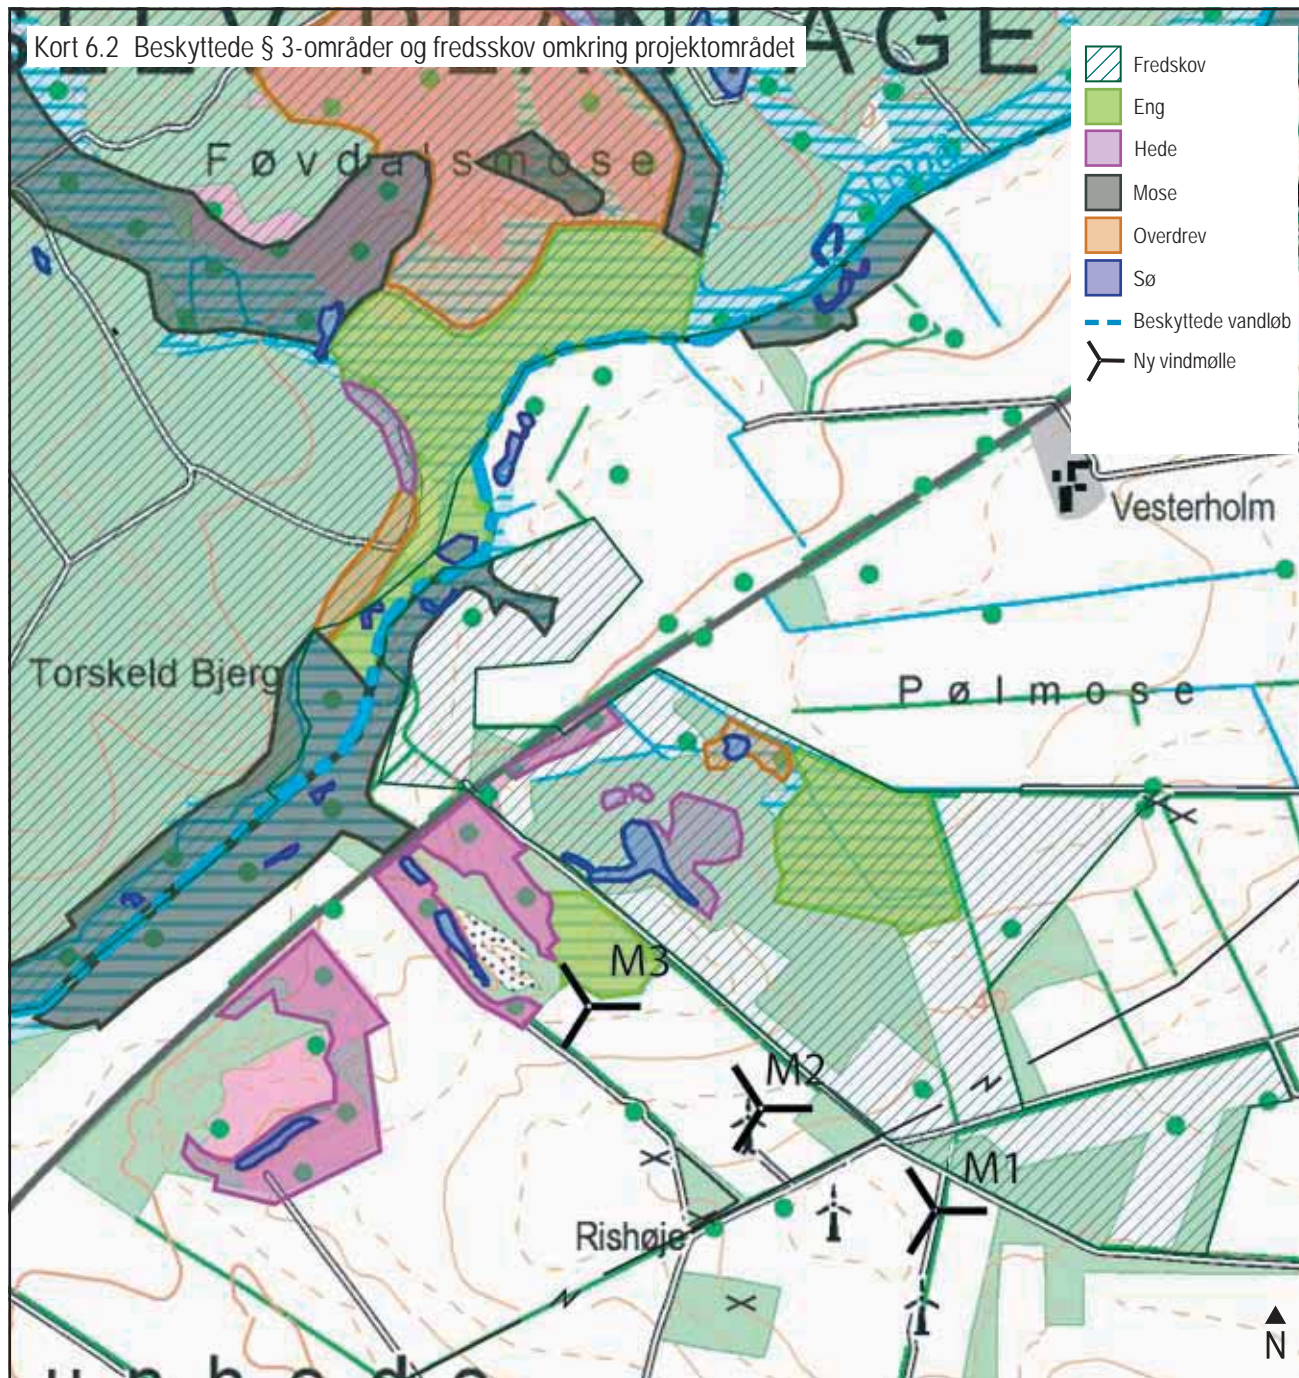 Kort 6.2 Beskyttede § 3-områder og fredsskov omkring projektområdet
AGE
Fredskov
Eng
Hede
Mose
Overdrev
Sø
Beskyttede vandløb
Ny vindmølle
Føvdalsmose
Vesterholm
Torskeld Bjerg
Pølmose
M3
M2
M1
Rishøje
N